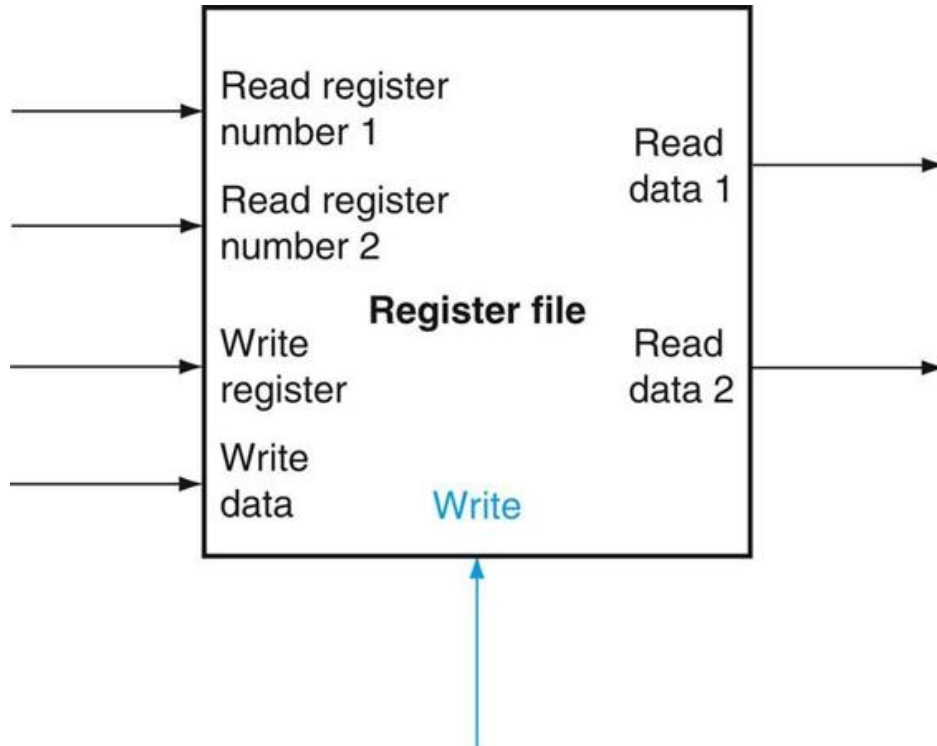 Read register
number 1
Read
data 1
Read register
number 2
Register file
Write
register
Read
data 2
Write
data
Write